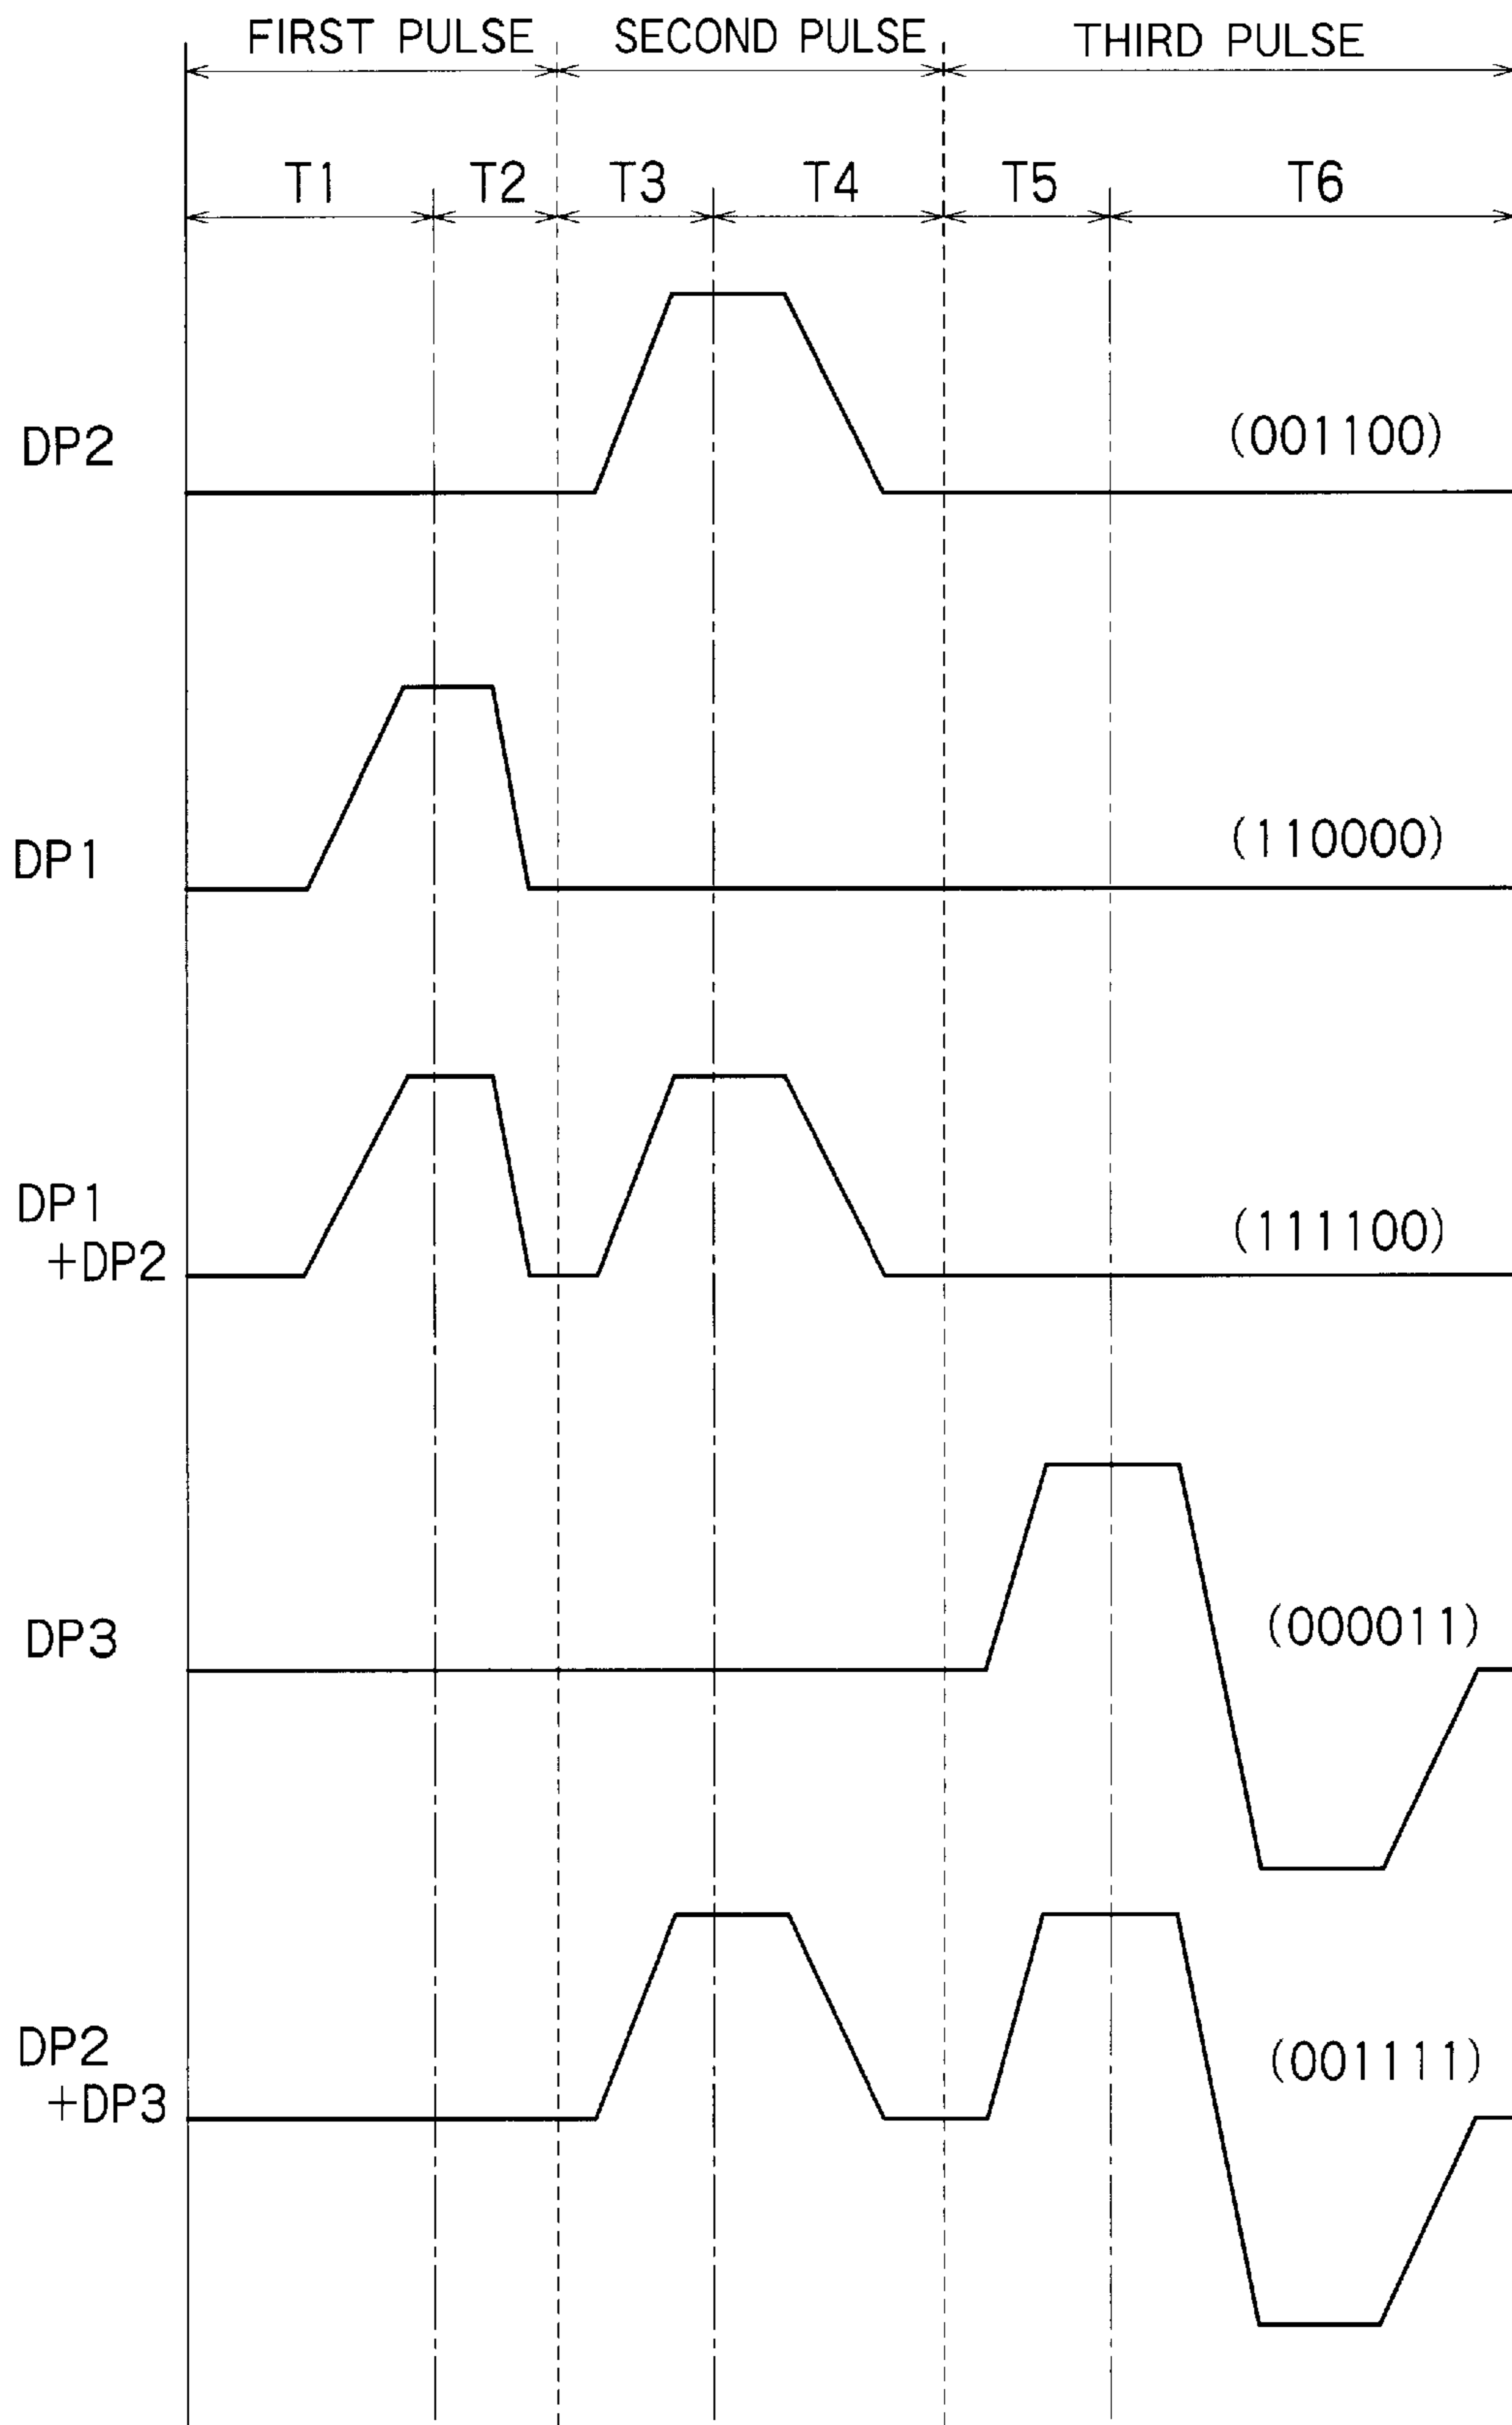 FIRST PULSE SECOND PULSE THIRD PULSE
T1 T2 T3 T4 T5 T6
DP2 (001100)
DP1 (110000)
DP1
+DP2 (111100)
DP3 (000011)
DP2
+DP3 (001111)